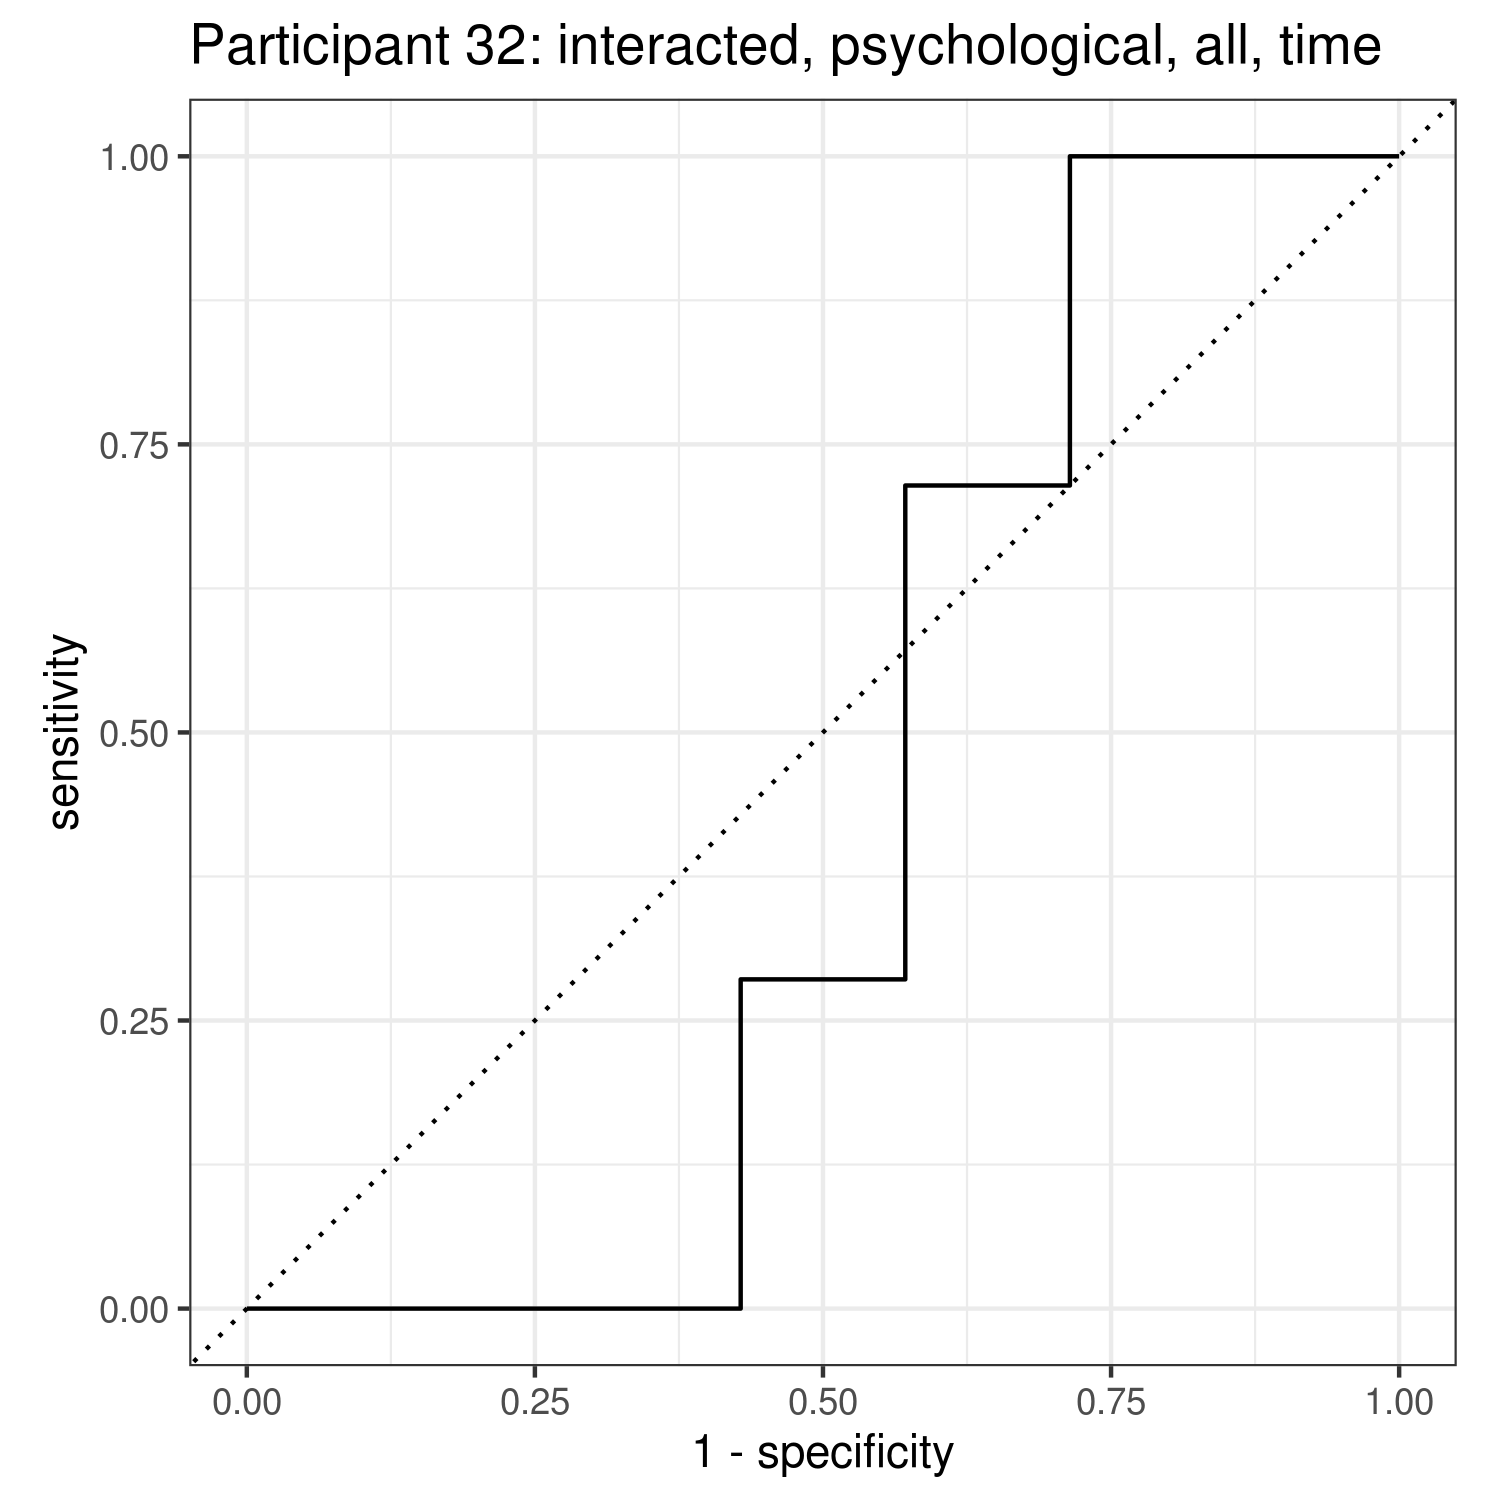 Participant 32: interacted, psychological, all, time
1.00
0.75
0.50
0.25
0.00
sensitivity
0.00 0.25 0.50 0.75 1.00
1 - specificity